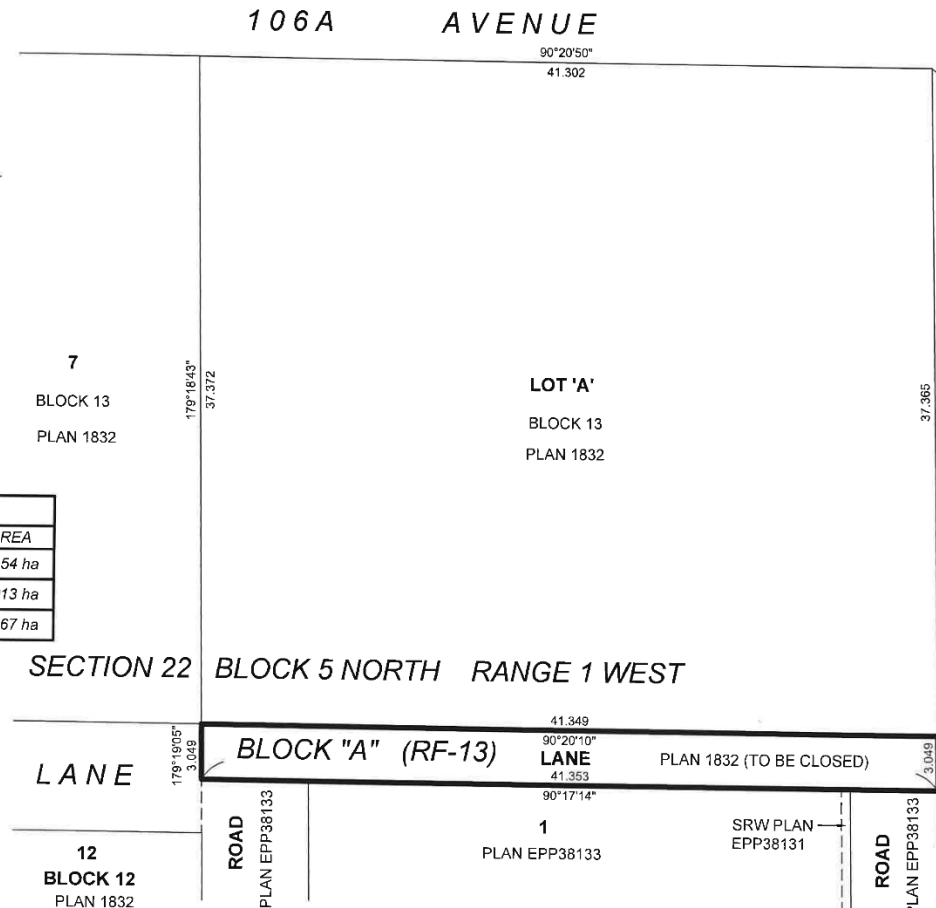 106A AVENUE
90°20'50"
41.302
7
BLOCK 13
PLAN 1832
179°18'43"
37.372
LOT 'A'
BLOCK 13
PLAN 1832
37.365
REA
54 ha
13 ha
67 ha
SECTION 22 BLOCK 5 NORTH RANGE 1 WEST
41.349
LANE
179°19'05"
3.049
BLOCK "A" (RF-13)
90°20'10"
LANE
41.353
PLAN 1832 (TO BE CLOSED)
3.049
90°17'14"
12
BLOCK 12
PLAN 1832
ROAD
PLAN EPP38133
1
PLAN EPP38133
SRW PLAN
EPP38131
ROAD
PLAN EPP38133